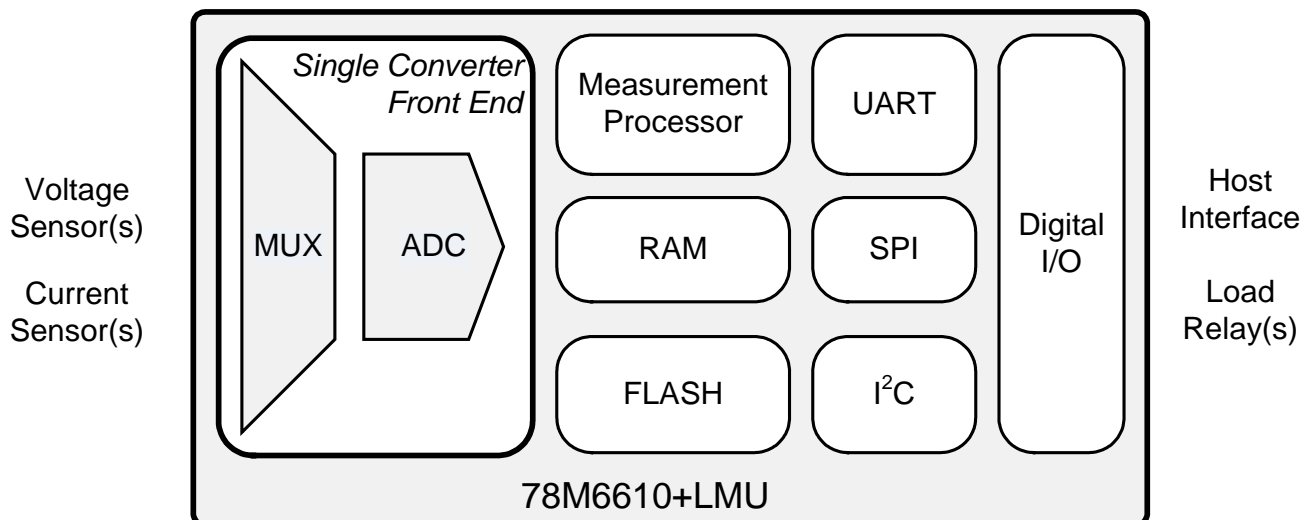 Single Converter
Front End
Measurement
Processor
UART
Voltage
Sensor(s)
Current
Sensor(s)
MUX
ADC
RAM
SPI
Digital
I/O
Host
Interface
Load
Relay(s)
FLASH
I²C
78M6610+LMU